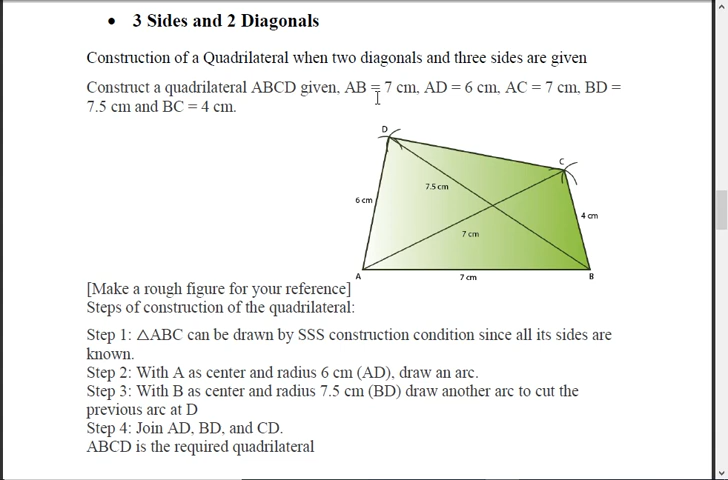 • 3 Sides and 2 Diagonals
Construction of a Quadrilateral when two diagonals and three sides are given
Construct a quadrilateral ABCD given, AB = 7 cm, AD = 6 cm, AC = 7 cm, BD =
7.5 cm and BC = 4 cm.
D
C
7.5 cm
6 cm
4 cm
7 cm
A
7 cm
B
[Make a rough figure for your reference]
Steps of construction of the quadrilateral:
Step 1: △ABC can be drawn by SSS construction condition since all its sides are
known.
Step 2: With A as center and radius 6 cm (AD), draw an arc.
Step 3: With B as center and radius 7.5 cm (BD) draw another arc to cut the
previous arc at D
Step 4: Join AD, BD, and CD.
ABCD is the required quadrilateral